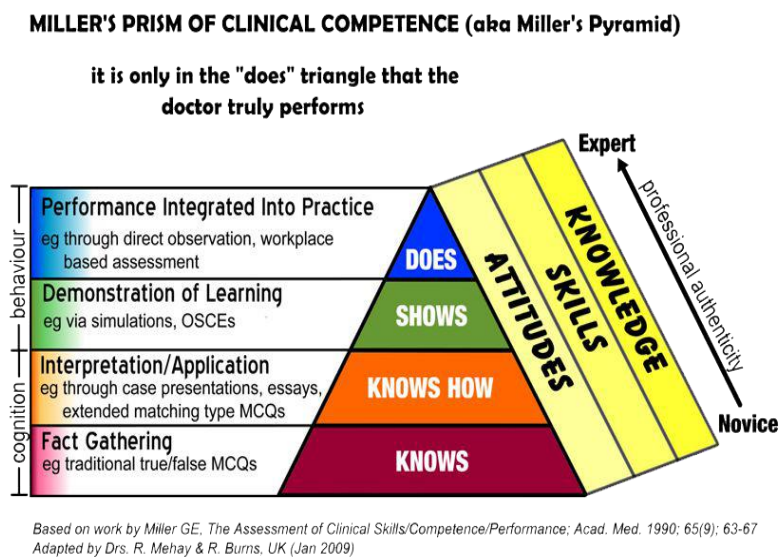 MILLER'S PRISM OF CLINICAL COMPETENCE (aka Miller's Pyramid)
it is only in the "does" triangle that the
doctor truly performs
Expert
professional authenticity
Novice
behaviour
cognition
Performance Integrated Into Practice
eg through direct observation, workplace
based assessment
DOES
Demonstration of Learning
eg via simulations, OSCEs
SHOWS
Interpretation/Application
eg through case presentations, essays,
extended matching type MCQs
KNOWS HOW
Fact Gathering
eg traditional true/false MCQs
KNOWS
ATTITUDES
SKILLS
KNOWLEDGE
Based on work by Miller GE, The Assessment of Clinical Skills/Competence/Performance; Acad. Med. 1990; 65(9); 63-67
Adapted by Drs. R. Mehay & R. Burns, UK (Jan 2009)